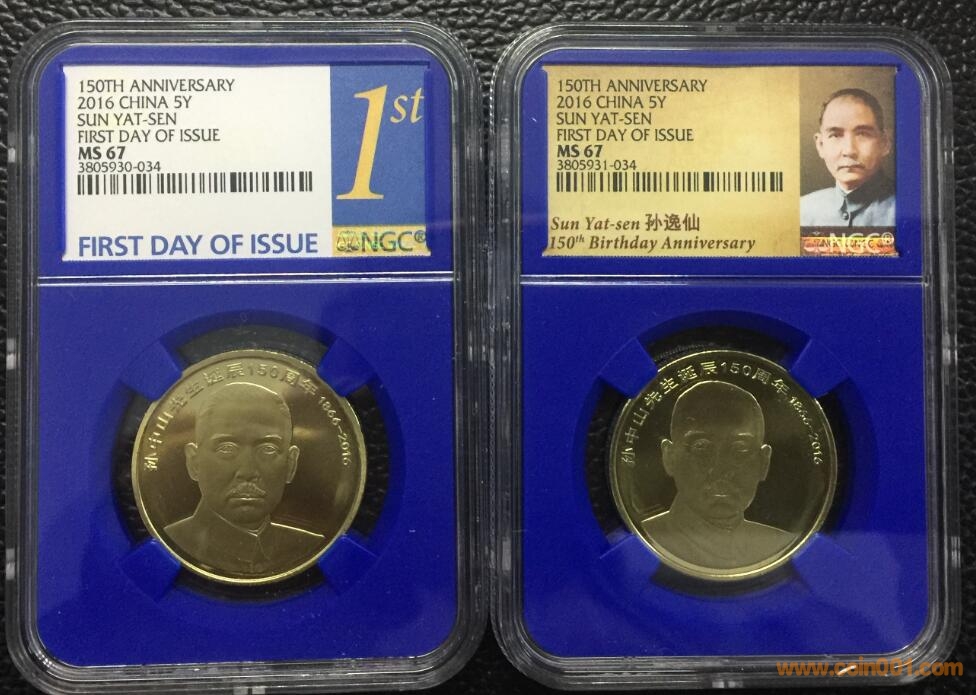 150TH ANNIVERSARY
2016 CHINA 5Y
SUN YAT-SEN
FIRST DAY OF ISSUE
MS 67
3805930-034
1st
FIRST DAY OF ISSUE
NGC®
150TH ANNIVERSARY
2016 CHINA 5Y
SUN YAT-SEN
FIRST DAY OF ISSUE
MS 67
3805931-034
Sun Yat-sen 孙逸仙
150th Birthday Anniversary
NGC®
孙中山先生诞辰150周年 1866-2016
孙中山先生诞辰150周年 1866-2016
www.coin001.com